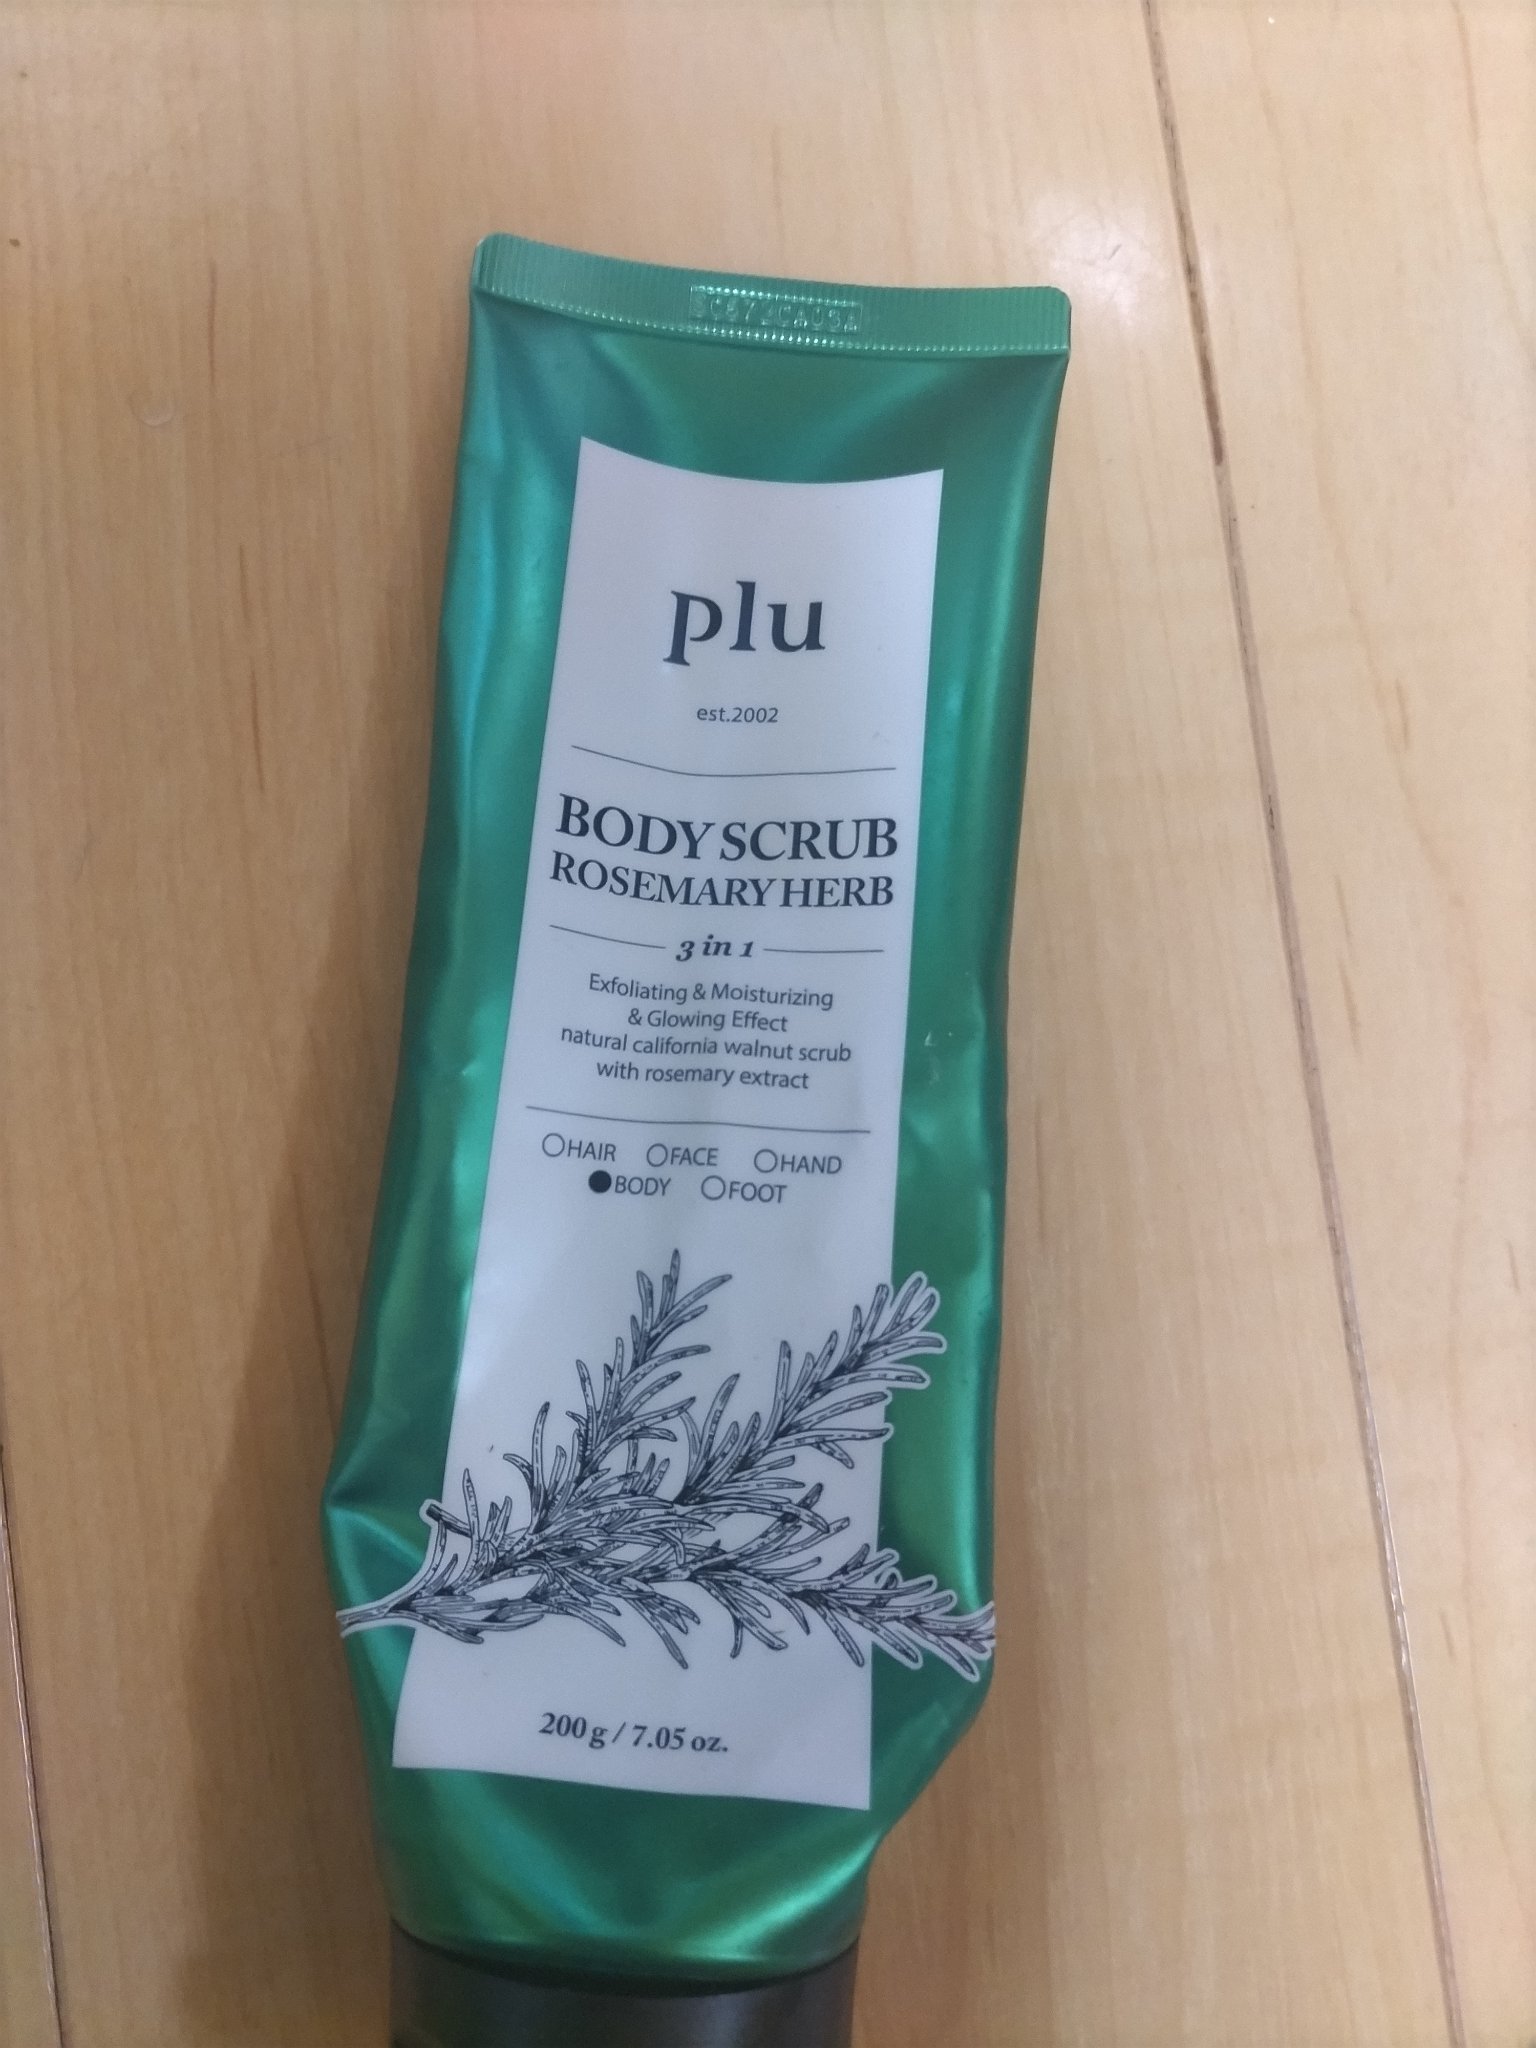 plu
est.2002
BODY SCRUB
ROSEMARY HERB
3 in 1
Exfoliating & Moisturizing
& Glowing Effect
natural california walnut scrub
with rosemary extract
HAIR FACE HAND
BODY FOOT
200 g / 7.05 oz.